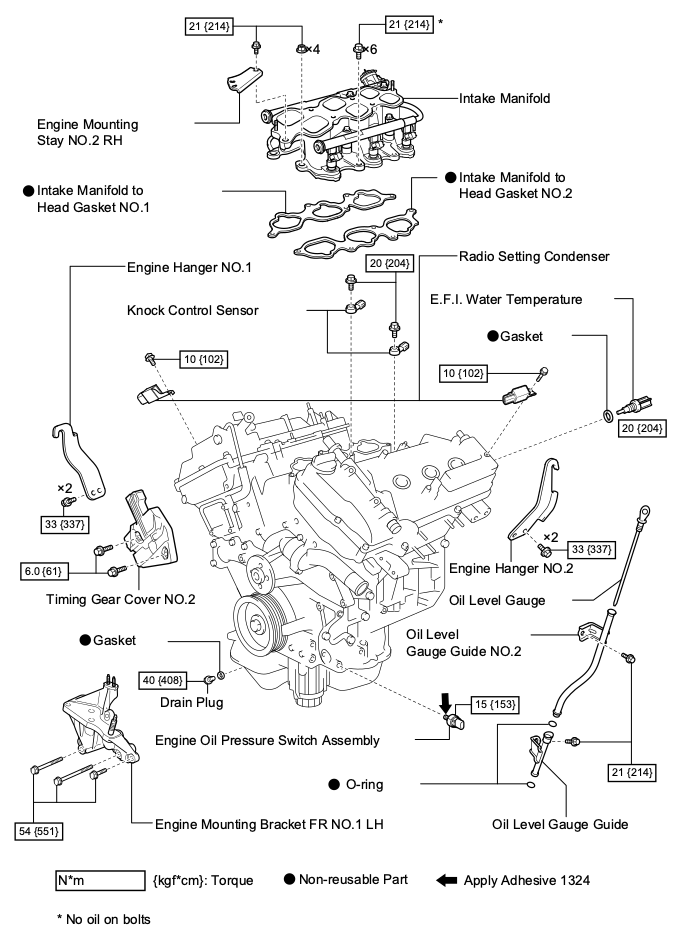 21 {214}
21 {214} *
×4
×6
Intake Manifold
Engine Mounting
Stay NO.2 RH
● Intake Manifold to
Head Gasket NO.1
● Intake Manifold to
Head Gasket NO.2
Engine Hanger NO.1
20 {204}
Radio Setting Condenser
Knock Control Sensor
E.F.I. Water Temperature
● Gasket
10 {102}
10 {102}
20 {204}
×2
33 {337}
×2
33 {337}
6.0 {61}
Engine Hanger NO.2
Timing Gear Cover NO.2
Oil Level Gauge
● Gasket
Oil Level
Gauge Guide NO.2
40 {408}
Drain Plug
15 {153}
Engine Oil Pressure Switch Assembly
21 {214}
● O-ring
54 {551}
Engine Mounting Bracket FR NO.1 LH
Oil Level Gauge Guide
N*m {kgf*cm}: Torque ● Non-reusable Part Apply Adhesive 1324
* No oil on bolts